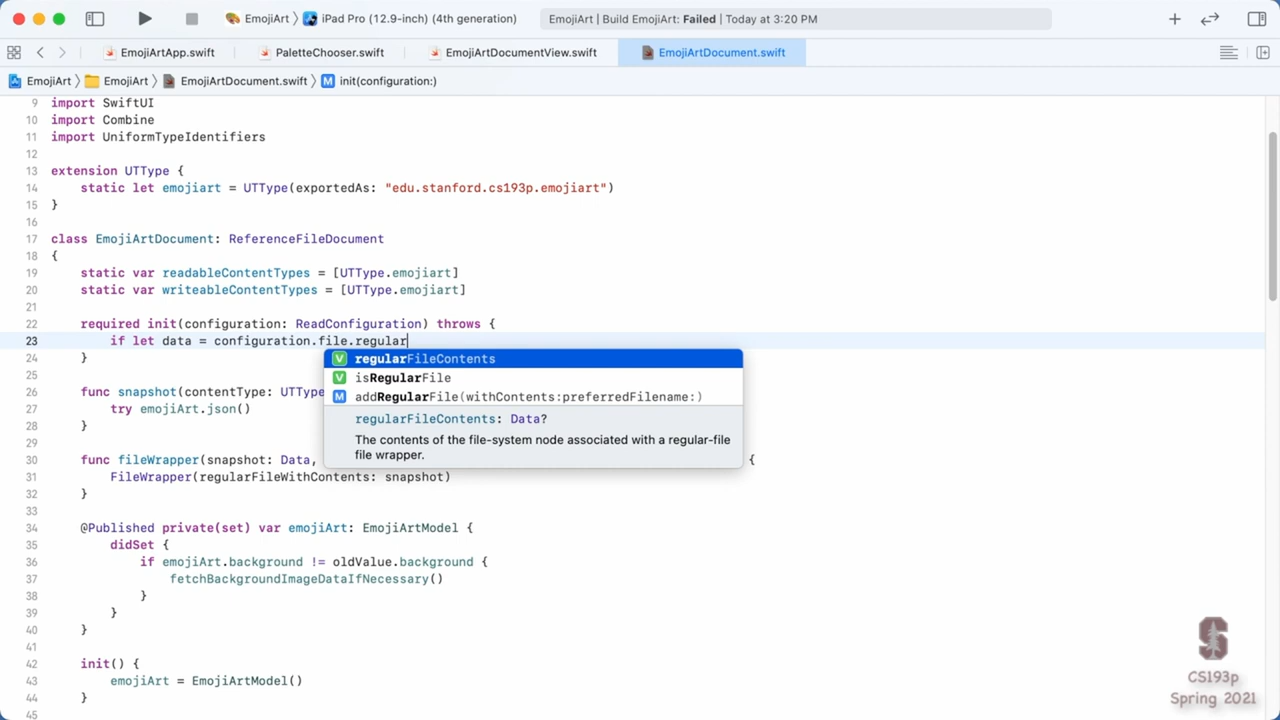 EmojiArt 〉 iPad Pro (12.9-inch) (4th generation)
EmojiArt | Build EmojiArt: Failed | Today at 3:20 PM
EmojiArtApp.swift
PaletteChooser.swift
EmojiArtDocumentView.swift
EmojiArtDocument.swift
EmojiArt 〉 EmojiArt 〉 EmojiArtDocument.swift 〉 M init(configuration:)
9 import SwiftUI
10 import Combine
11 import UniformTypeIdentifiers
12
13 extension UTType {
14 static let emojiart = UTType(exportedAs: "edu.stanford.cs193p.emojiart")
15 }
16
17 class EmojiArtDocument: ReferenceFileDocument
18 {
19 static var readableContentTypes = [UTType.emojiart]
20 static var writeableContentTypes = [UTType.emojiart]
21
22 required init(configuration: ReadConfiguration) throws {
23 if let data = configuration.file.regular
24 }
V regularFileContents
V isRegularFile
M addRegularFile(withContents:preferredFilename:)
regularFileContents: Data?
The contents of the file-system node associated with a regular-file
file wrapper.
25
26 func snapshot(contentType: UTType
27 try emojiArt.json()
28 }
29
30 func fileWrapper(snapshot: Data, {
31 FileWrapper(regularFileWithContents: snapshot)
32 }
33
34 @Published private(set) var emojiArt: EmojiArtModel {
35 didSet {
36 if emojiArt.background != oldValue.background {
37 fetchBackgroundImageDataIfNecessary()
38 }
39 }
40 }
41
42 init() {
43 emojiArt = EmojiArtModel()
44 }
45
S
CS193p
Spring 2021